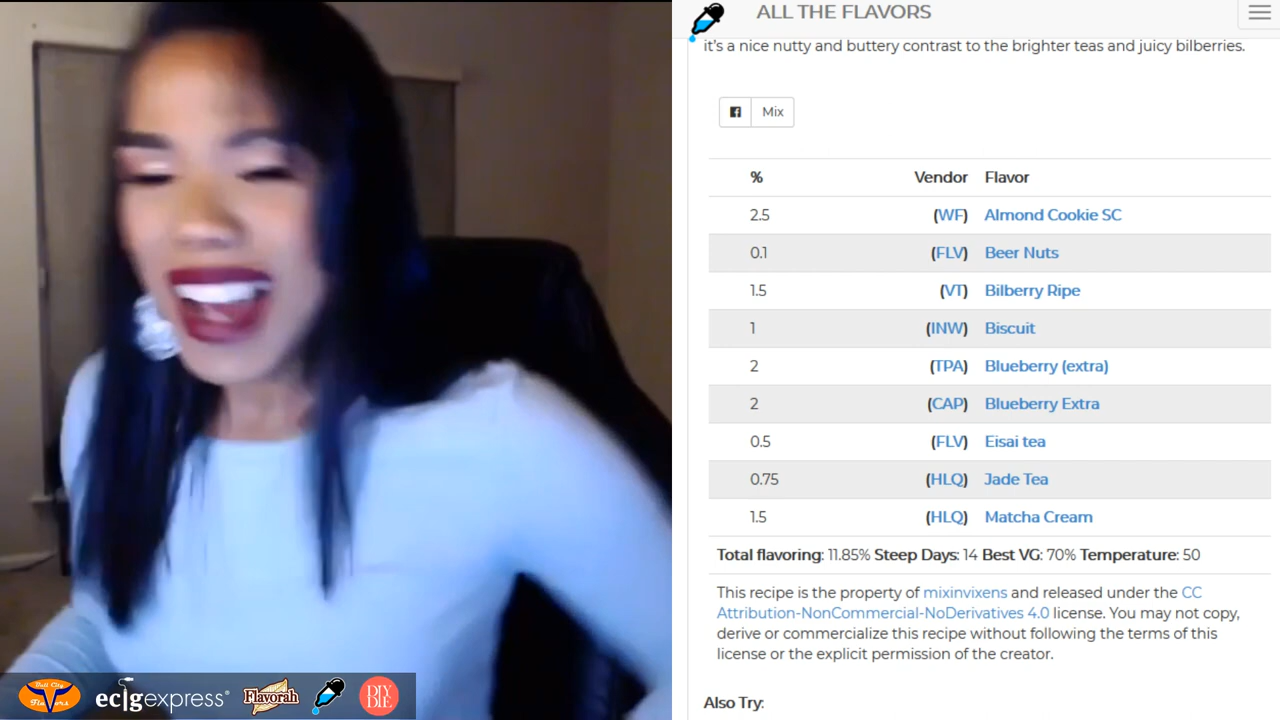 ALL THE FLAVORS
it's a nice nutty and buttery contrast to the brighter teas and juicy bilberries.
Mix
% Vendor Flavor
2.5 (WF) Almond Cookie SC
0.1 (FLV) Beer Nuts
1.5 (VT) Bilberry Ripe
1 (INW) Biscuit
2 (TPA) Blueberry (extra)
2 (CAP) Blueberry Extra
0.5 (FLV) Eisai tea
0.75 (HLQ) Jade Tea
1.5 (HLQ) Matcha Cream
Total flavoring: 11.85% Steep Days: 14 Best VG: 70% Temperature: 50
This recipe is the property of mixinvixens and released under the CC
Attribution-NonCommercial-NoDerivatives 4.0 license. You may not copy,
derive or commercialize this recipe without following the terms of this
license or the explicit permission of the creator.
Also Try:
Bull City
Flavors
ecigexpress®
Flavorah
DIY
OR
DIE